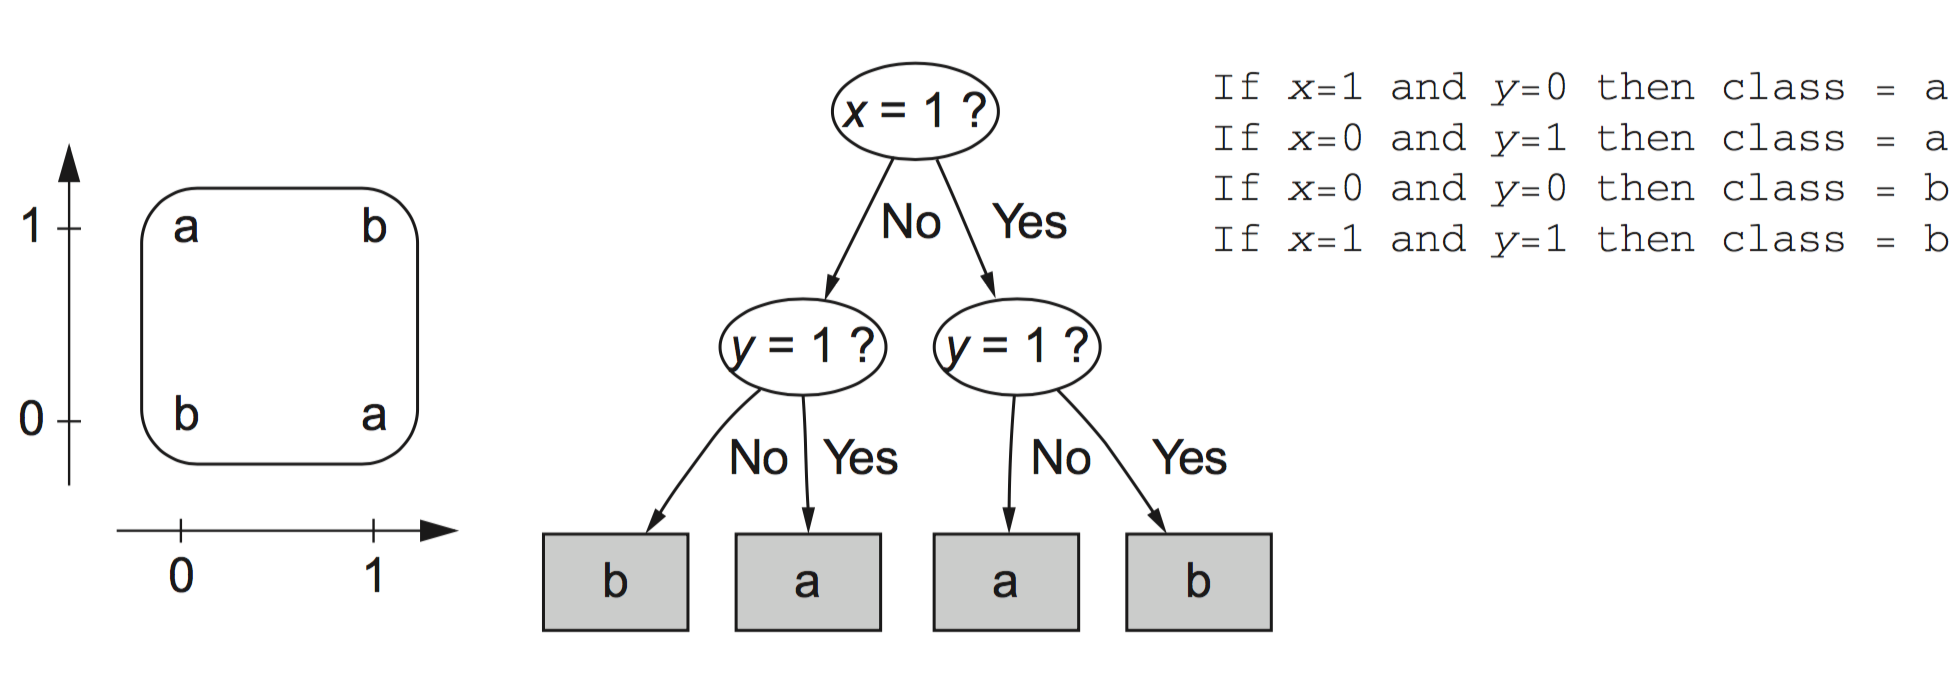 1
a b
0
b a
0 1
x = 1 ?
No Yes
y = 1 ? y = 1 ?
No Yes No Yes
b a a b
If x=1 and y=0 then class = a
If x=0 and y=1 then class = a
If x=0 and y=0 then class = b
If x=1 and y=1 then class = b